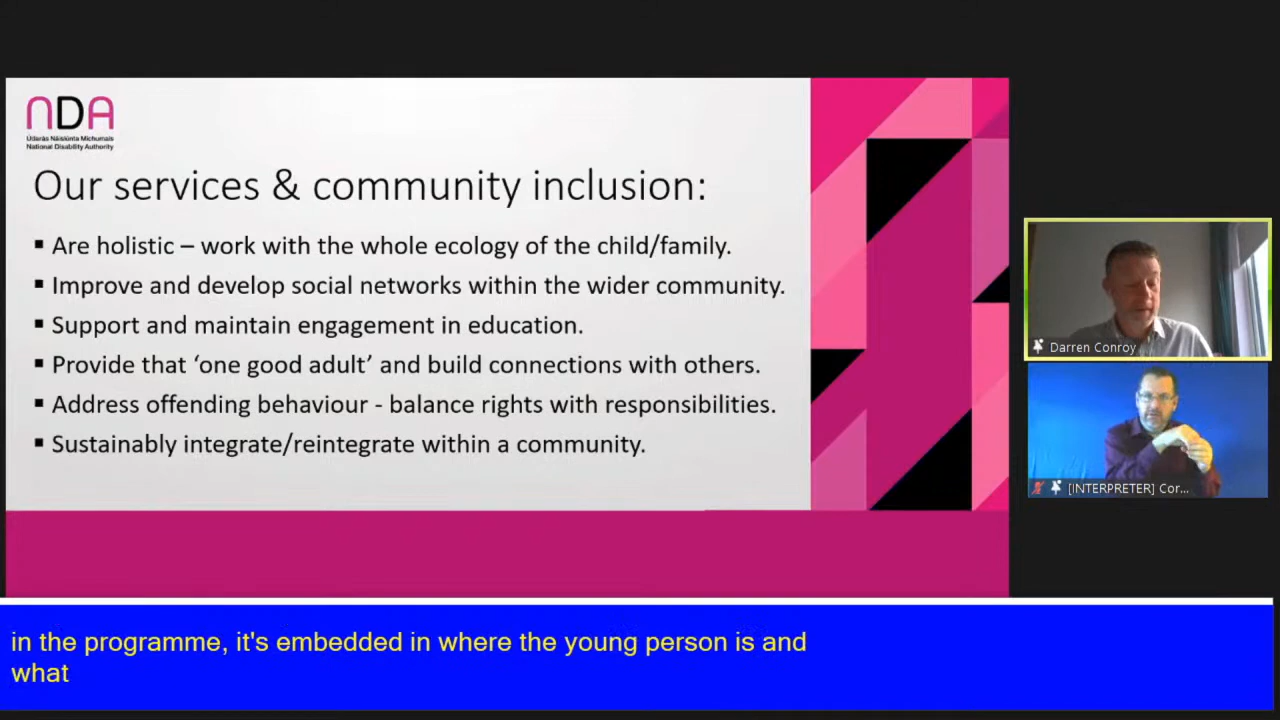 nDA
Údarás Náisiúnta Míchumais
National Disability Authority
Our services & community inclusion:
▪ Are holistic – work with the whole ecology of the child/family.
▪ Improve and develop social networks within the wider community.
▪ Support and maintain engagement in education.
▪ Provide that ‘one good adult’ and build connections with others.
▪ Address offending behaviour - balance rights with responsibilities.
▪ Sustainably integrate/reintegrate within a community.
Darren Conroy
[INTERPRETER] Cor...
in the programme, it's embedded in where the young person is and
what